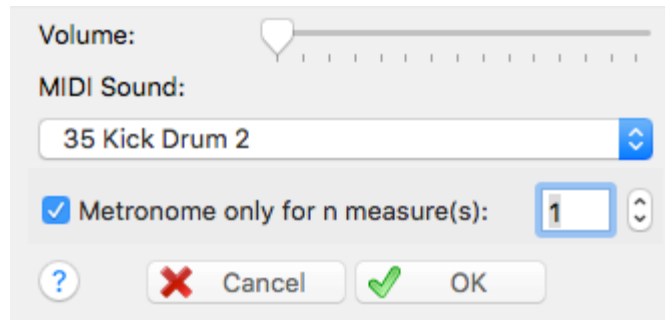 Volume:
MIDI Sound:
35 Kick Drum 2
Metronome only for n measure(s): 1
? Cancel OK